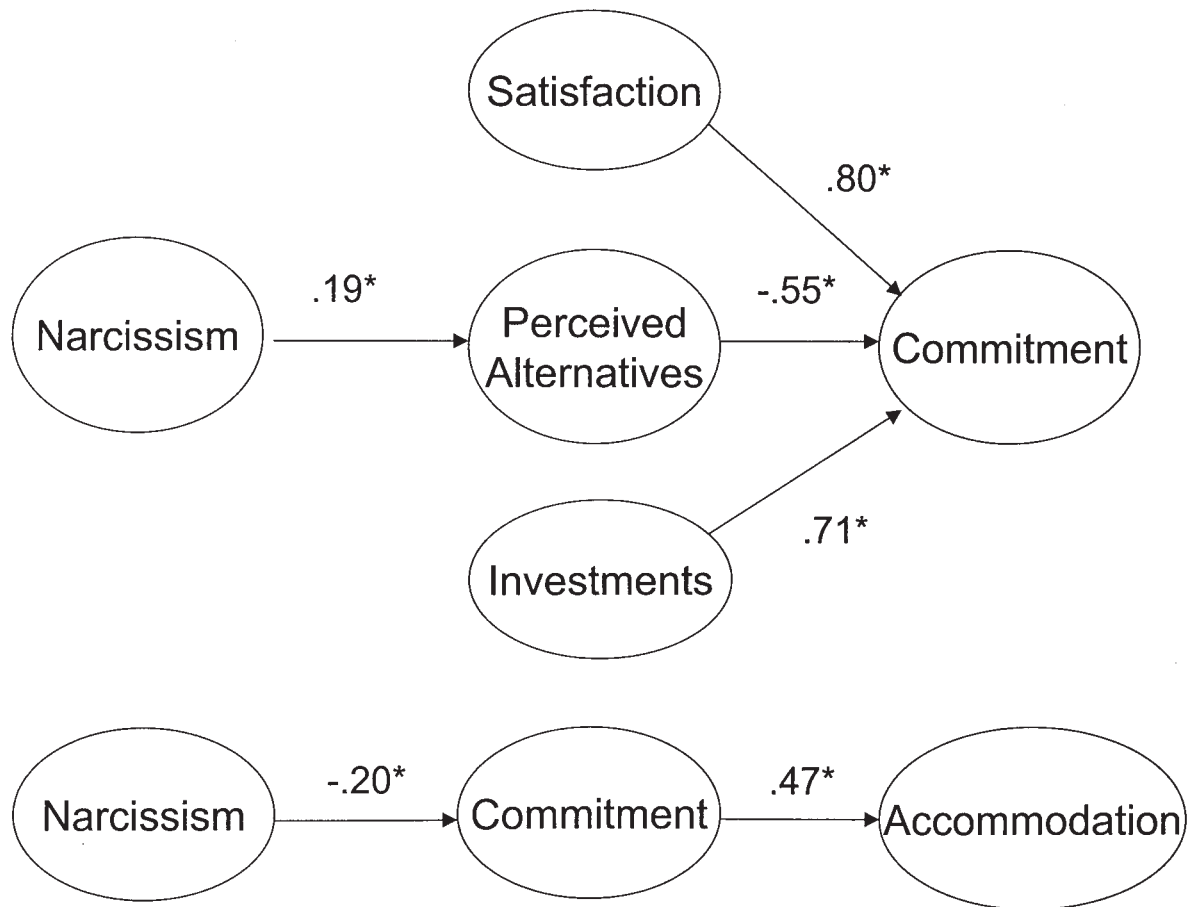 Satisfaction
.80*
.19*
-.55*
Narcissism
Perceived
Alternatives
Commitment
.71*
Investments
-.20*
.47*
Narcissism
Commitment
Accommodation